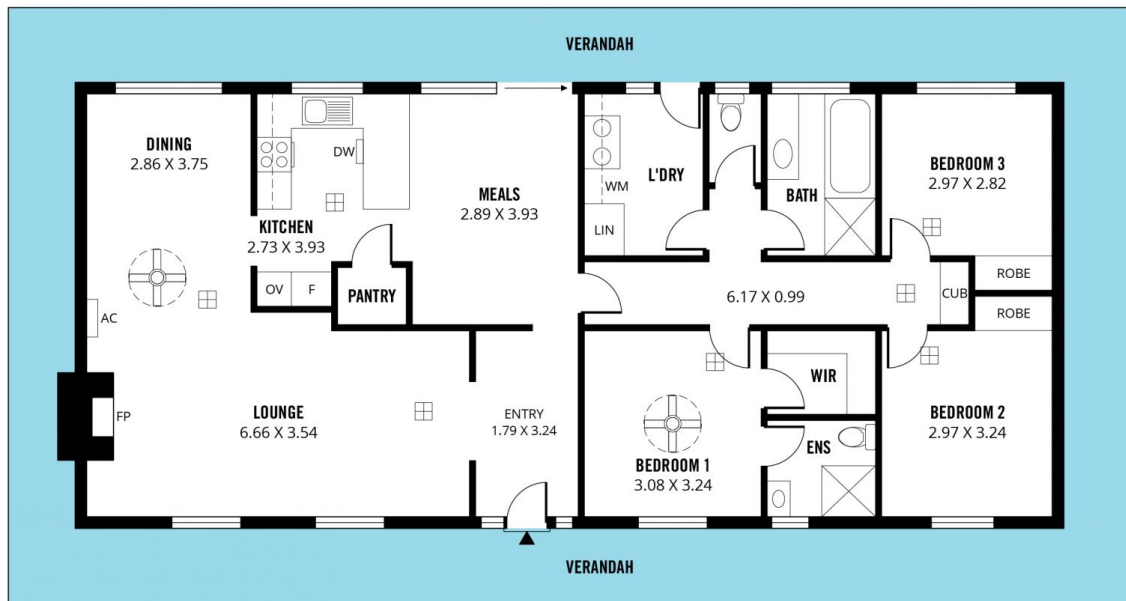 VERANDAH
DINING
2.86 X 3.75
DW
MEALS
2.89 X 3.93
KITCHEN
2.73 X 3.93
OV
F
PANTRY
WM
L'DRY
LIN
BATH
BEDROOM 3
2.97 X 2.82
ROBE
ROBE
CUB
6.17 X 0.99
AC
FP
LOUNGE
6.66 X 3.54
ENTRY
1.79 X 3.24
BEDROOM 1
3.08 X 3.24
WIR
ENS
BEDROOM 2
2.97 X 3.24
VERANDAH